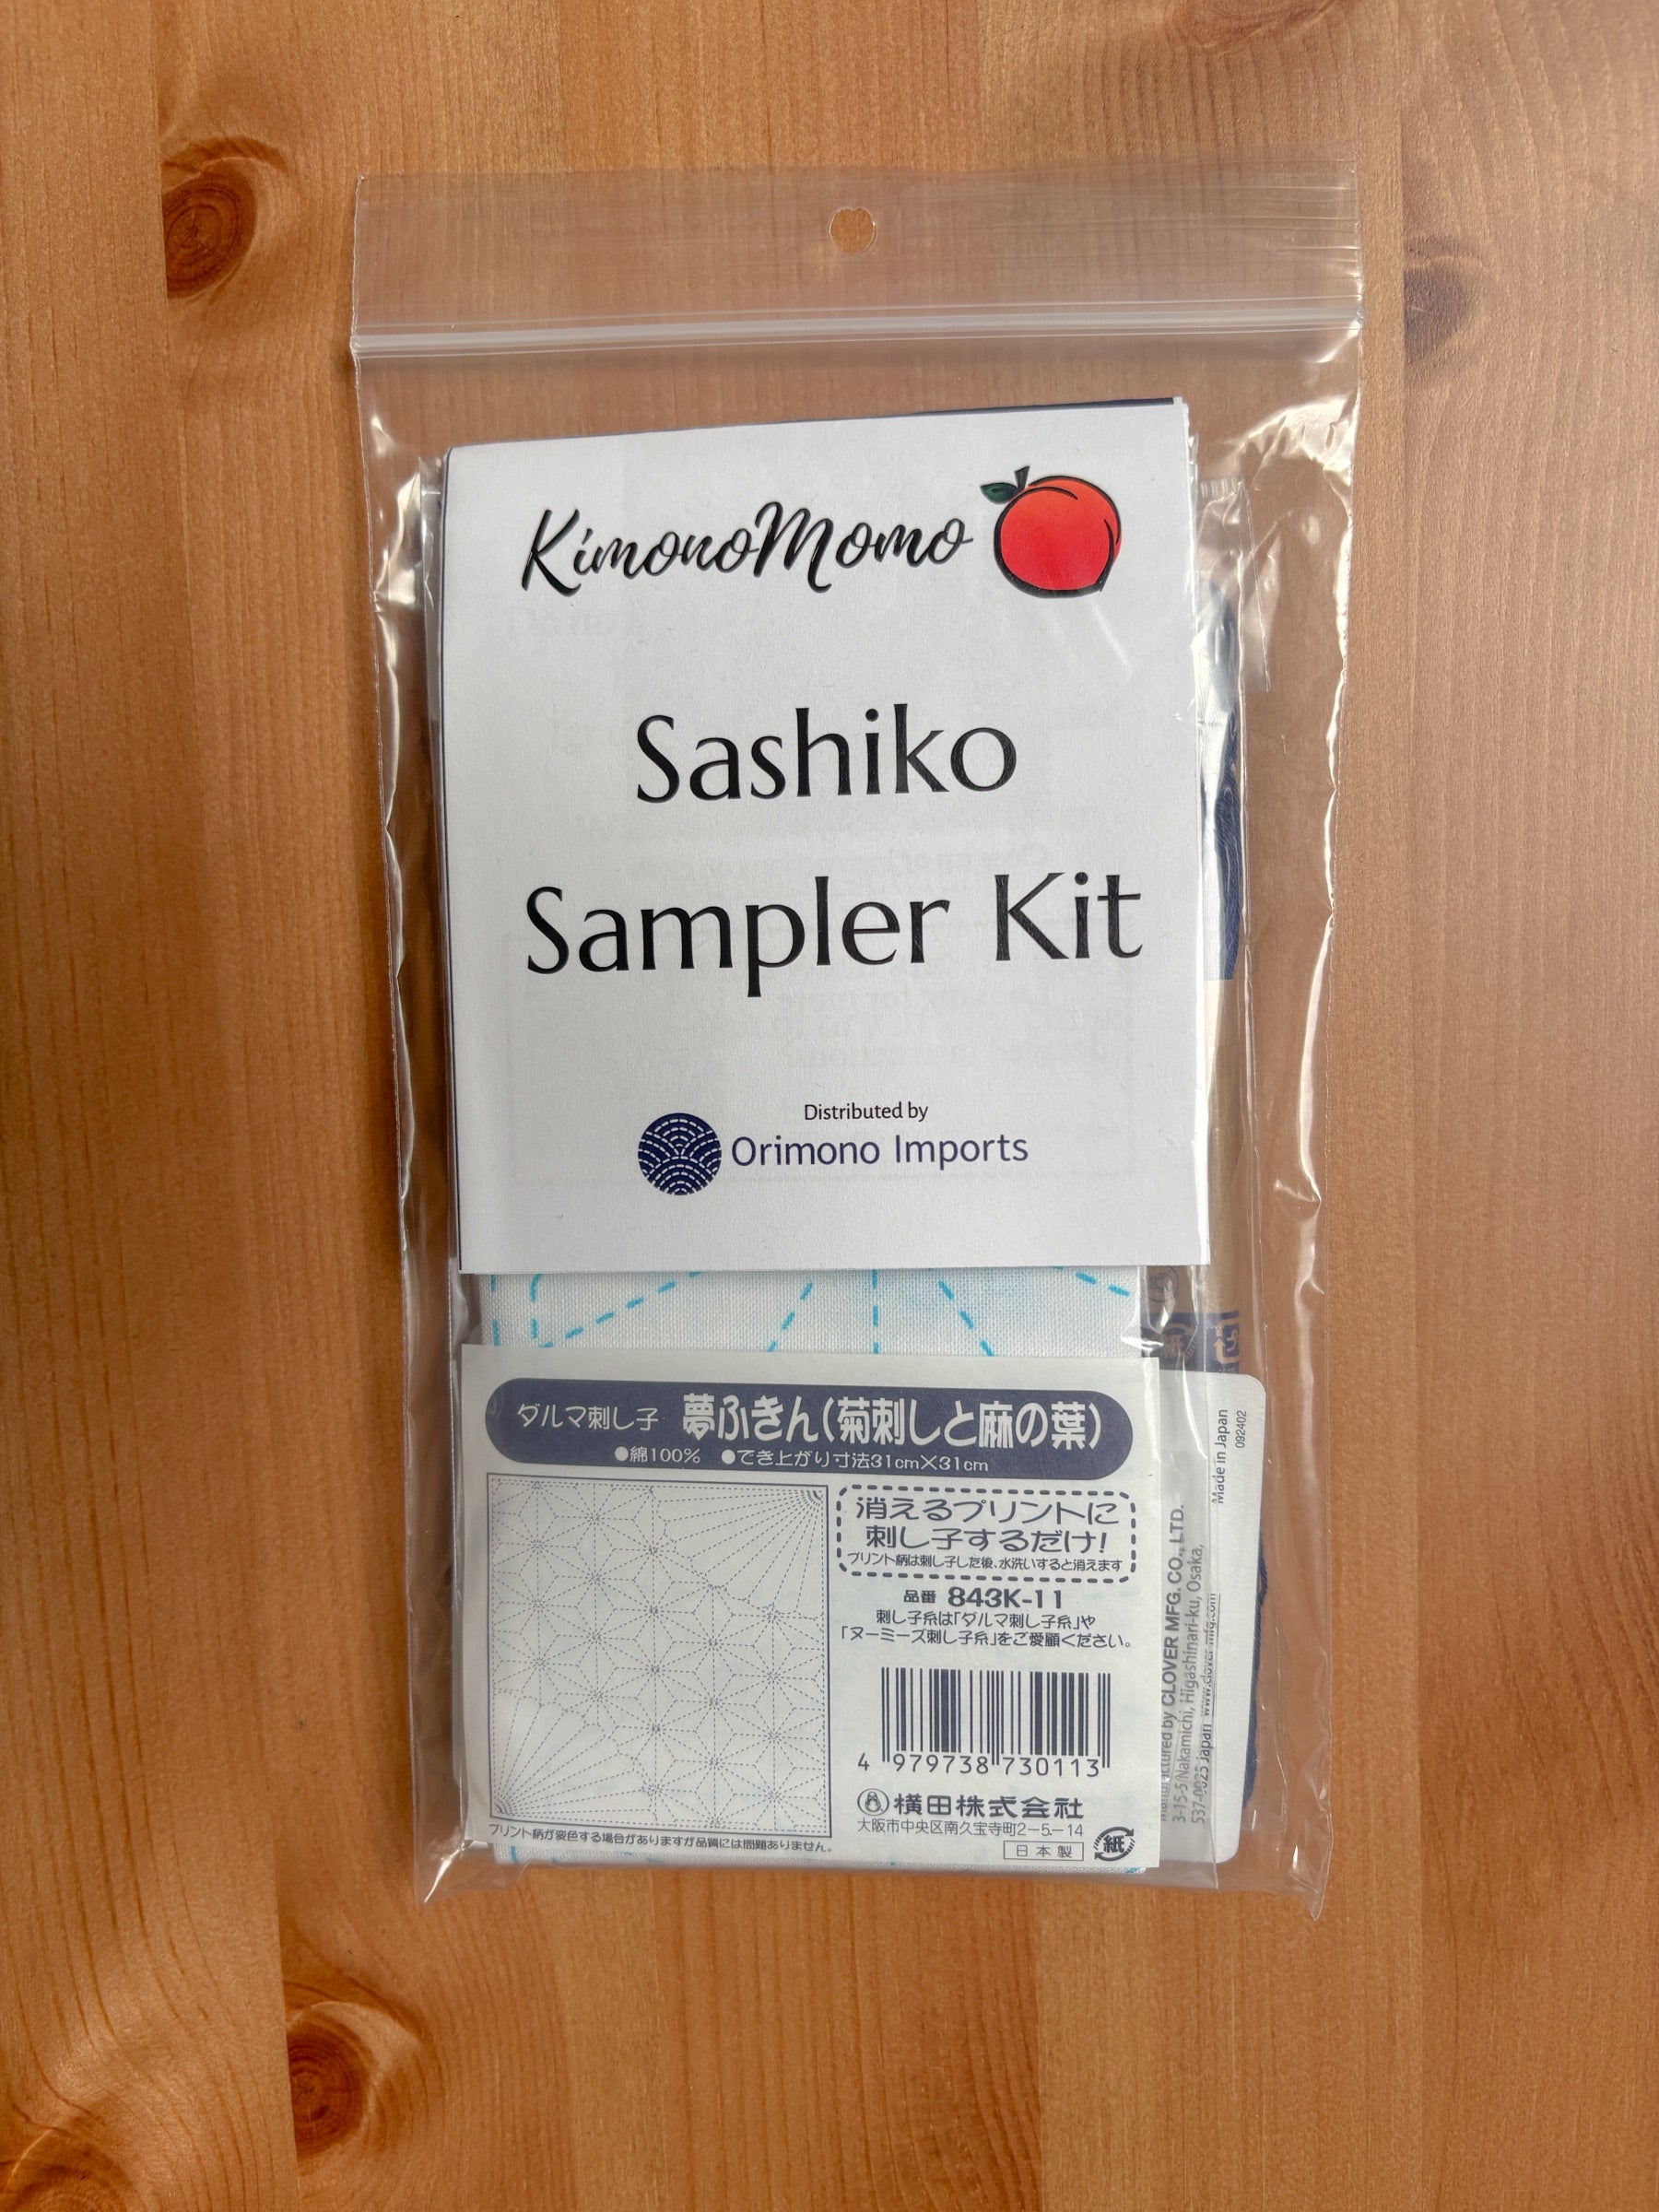 KimonoMomo
Sashiko
Sampler Kit
Distributed by
Orimono Imports
ダルマ刺し子 夢ふきん(菊刺しと麻の葉)
●綿100% ●でき上がり寸法31cm×31cm
消えるプリントに
刺し子するだけ!
プリント柄は刺し子した後、水洗いすると消えます
品番 843K-11
刺し子糸は「ダルマ刺し子糸」や
「ヌーミーズ刺し子糸」をご愛顧ください。
4 979738 730113
横田株式会社
大阪市中央区南久宝寺町2-5-14
日本製
紙
プリント柄が変色する場合がありますが品質には問題ありません。
Manufactured by CLOVER MFG. CO., LTD.
3-15-5 Nakamichi, Higashinari-ku, Osaka,
537-0025 Japan www.clover-mfg.com
Made in Japan
092402